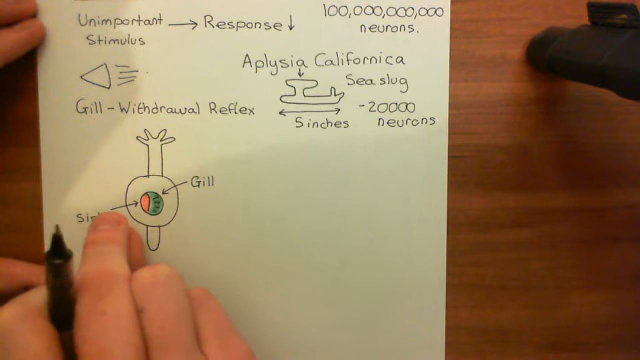 Unimportant Stimulus → Response ↓
100,000,000,000
neurons.
Aplysia Californica
Sea slug
Gill-Withdrawal Reflex
5 inches
~20000
neurons
Gill